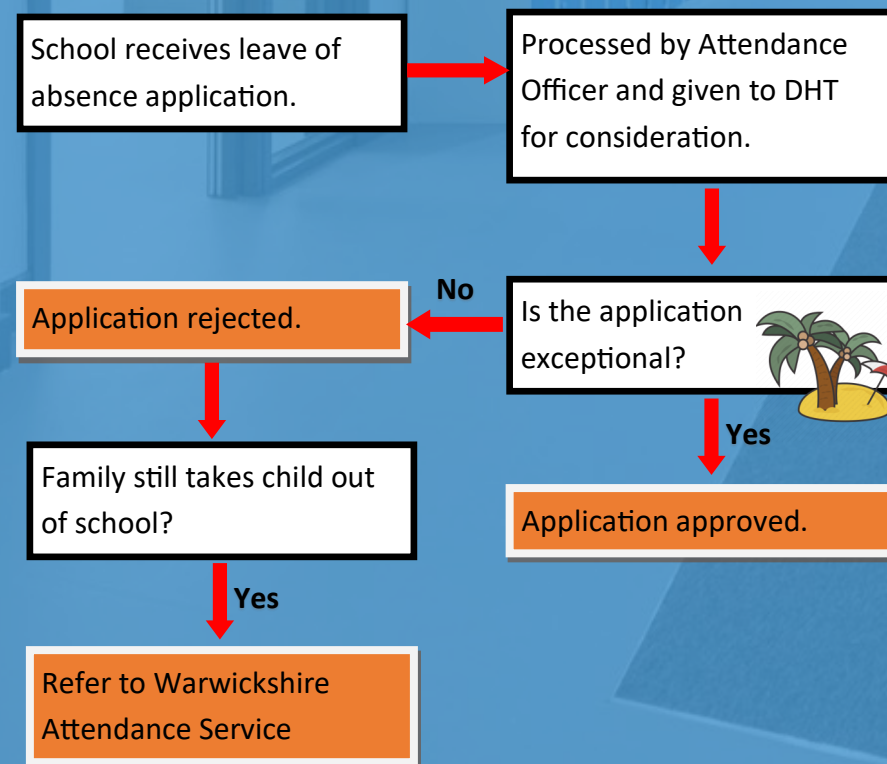 School receives leave of
absence application.
Processed by Attendance
Officer and given to DHT
for consideration.
Is the application
exceptional?
No
Application rejected.
Yes
Application approved.
Family still takes child out
of school?
Yes
Refer to Warwickshire
Attendance Service